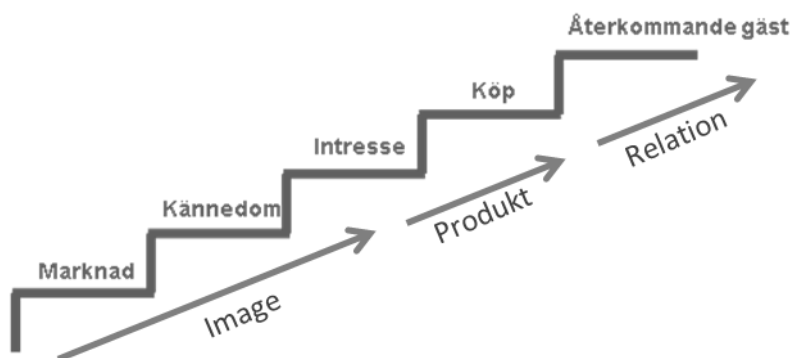 Återkommande gäst
Köp
Intresse
Kännedom
Marknad
Image
Produkt
Relation